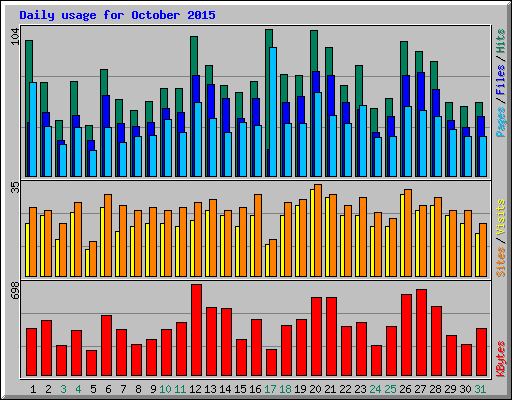 Daily usage for October 2015
104
Pages / Files / Hits
35
Sites / Visits
698
KBytes
1 2 3 4 5 6 7 8 9 10 11 12 13 14 15 16 17 18 19 20 21 22 23 24 25 26 27 28 29 30 31